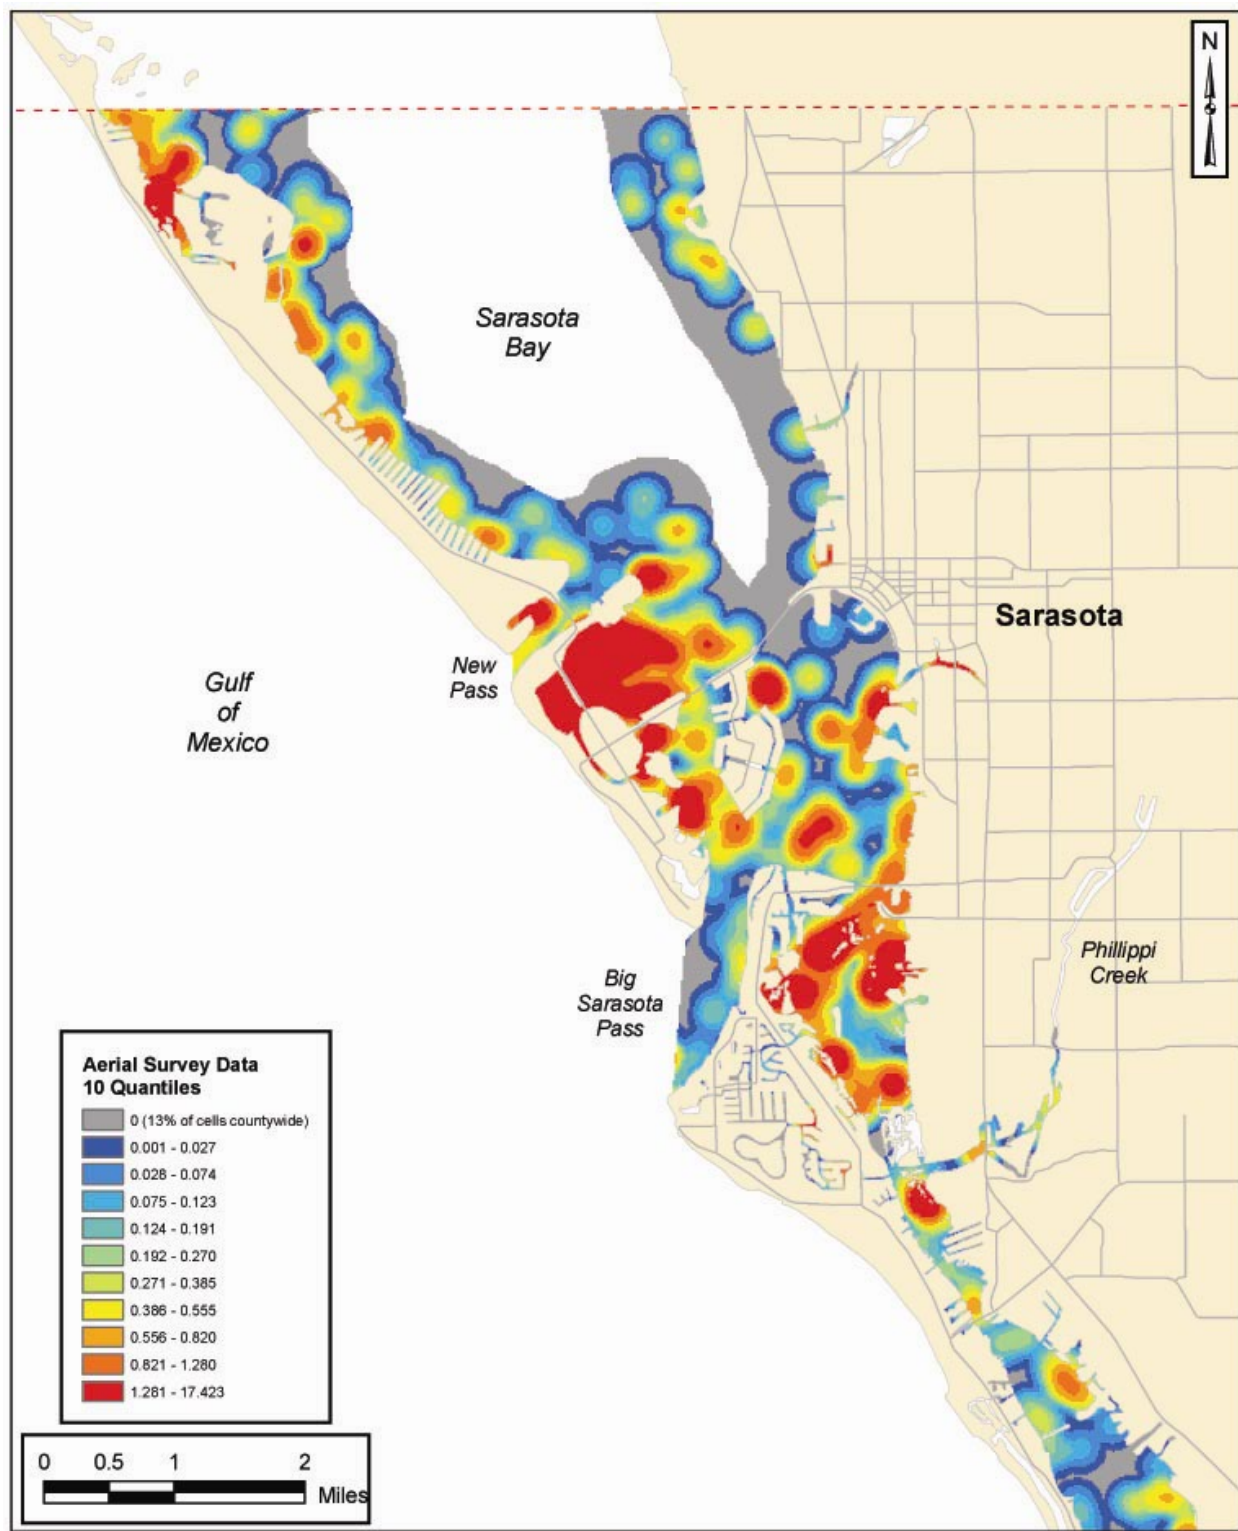 N
Sarasota
Bay
Sarasota
New
Pass
Gulf
of
Mexico
Phillippi
Creek
Big
Sarasota
Pass
Aerial Survey Data
10 Quantiles
0 (13% of cells countywide)
0.001 - 0.027
0.028 - 0.074
0.075 - 0.123
0.124 - 0.191
0.192 - 0.270
0.271 - 0.385
0.386 - 0.555
0.556 - 0.820
0.821 - 1.280
1.281 - 17.423
0 0.5 1 2
Miles